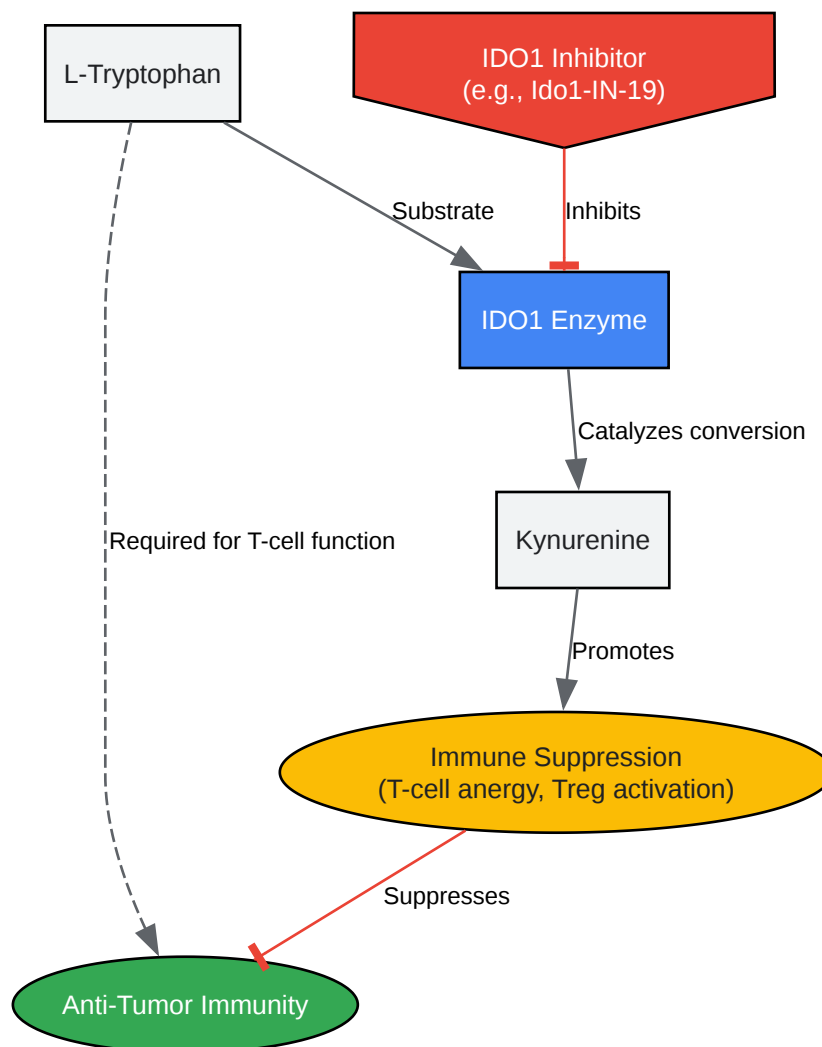 L-Tryptophan
IDO1 Inhibitor
(e.g., Ido1-IN-19)
Substrate
Inhibits
IDO1 Enzyme
Catalyzes conversion
Required for T-cell function
Kynurenine
Promotes
Immune Suppression
(T-cell anergy, Treg activation)
Suppresses
Anti-Tumor Immunity